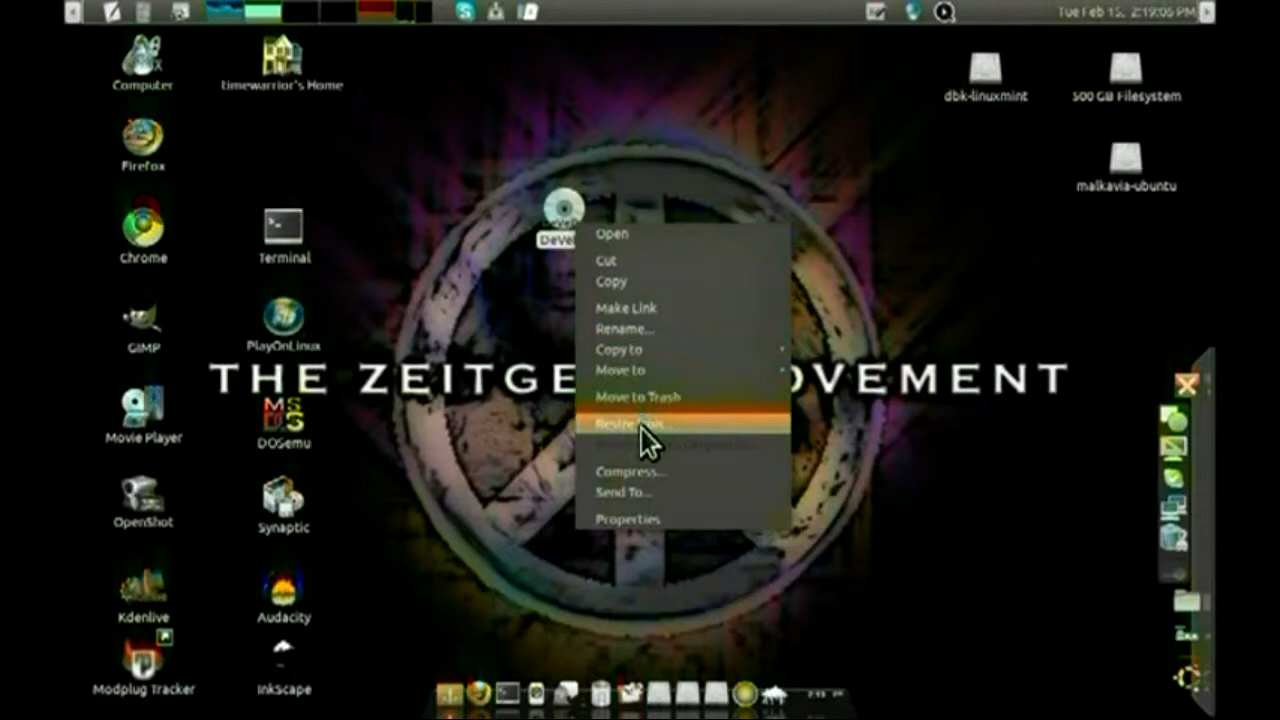 Tue Feb 15, 2:19:06 PM
Computer
Limewarrior's Home
dbk-linuxmint
500 GB Filesystem
Firefox
malkavia-ubuntu
Chrome
Terminal
GIMP
PlayOnLinux
Movie Player
DOSemu
OpenShot
Synaptic
Kdenlive
Audacity
Modplug Tracker
InkScape
DeVe
THE ZEITGE OVEMENT
Open
Cut
Copy
Make Link
Rename...
Copy to
Move to
Move to Trash
Compress...
Send To...
Properties